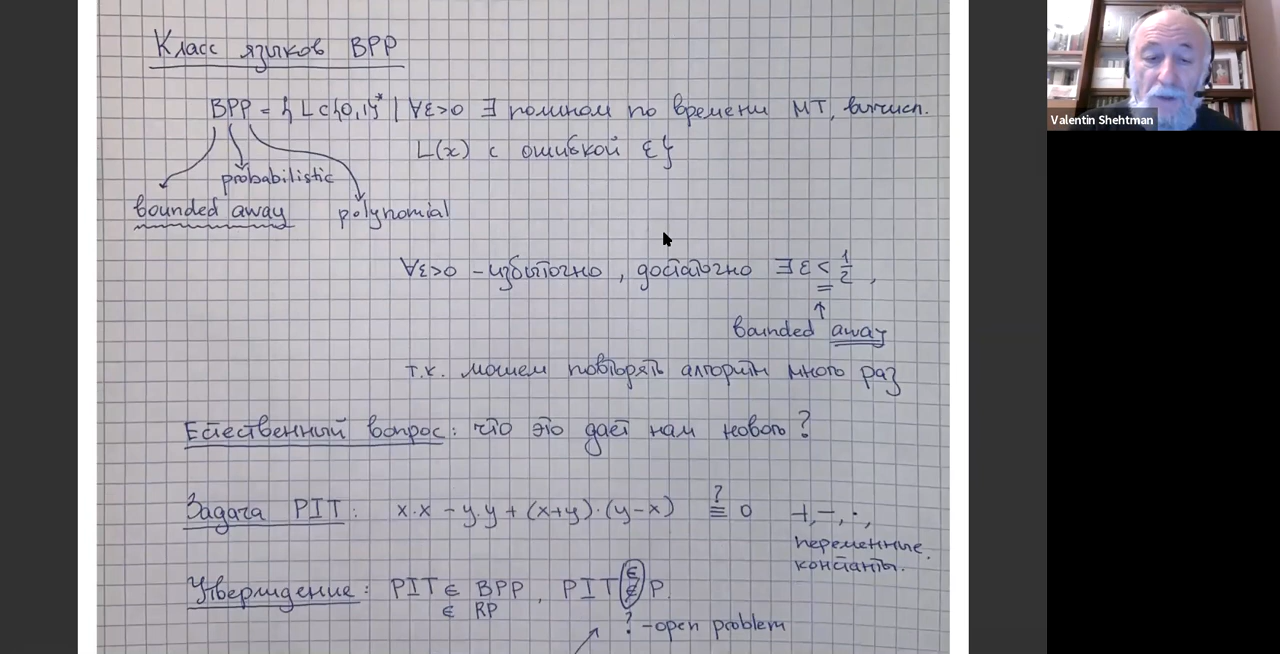 Класс языков BPP
BPP = { L ⊂ {0,1}* | ∀ε>0 ∃ полином по времени МТ, вычисл.
L(x) с ошибкой ε}
probabilistic
bounded away polynomial
∀ε>0 - избыточно, достаточно ∃ε < 1/2,
bounded away
т.к. можем повторять алгоритм много раз
Естественный вопрос: что это даёт нам нового?
Задача PIT: x·x - y·y + (x+y)·(y-x) ≡? 0 +, -, ·,
переменные.
константы.
Утверждение: PIT ∈ BPP, PIT ∈ ∉ P.
∈ RP
? - open problem
Valentin Shehtman